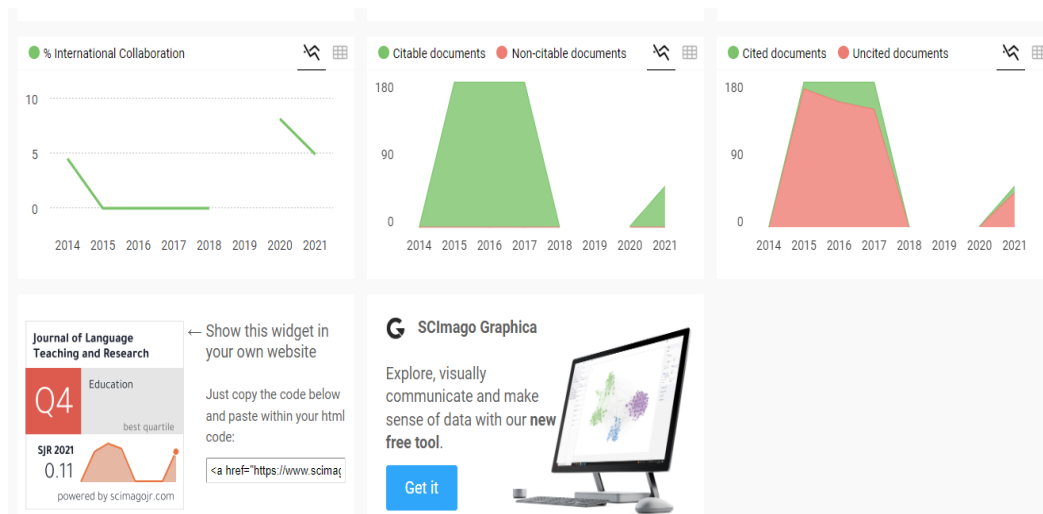 % International Collaboration
10
5
0
2014 2015 2016 2017 2018 2019 2020 2021
Citable documents Non-citable documents
180
90
0
2014 2015 2016 2017 2018 2019 2020 2021
Cited documents Uncited documents
180
90
0
2014 2015 2016 2017 2018 2019 2020 2021
Journal of Language
Teaching and Research
Q4
Education
best quartile
SJR 2021
0.11
powered by scimagojr.com
← Show this widget in
your own website
Just copy the code below
and paste within your html
code:
<a href="https://www.scimag
SCImago Graphica
Explore, visually
communicate and make
sense of data with our new
free tool.
Get it